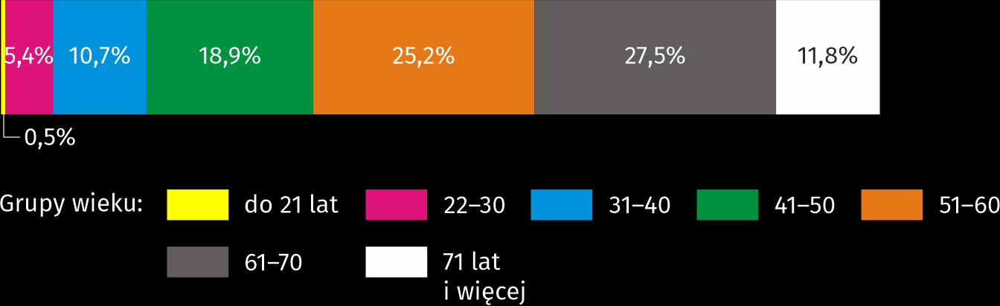 5,4% 10,7% 18,9% 25,2% 27,5% 11,8%
0,5%
Grupy wieku: do 21 lat 22–30 31–40 41–50 51–60
61–70 71 lat
i więcej